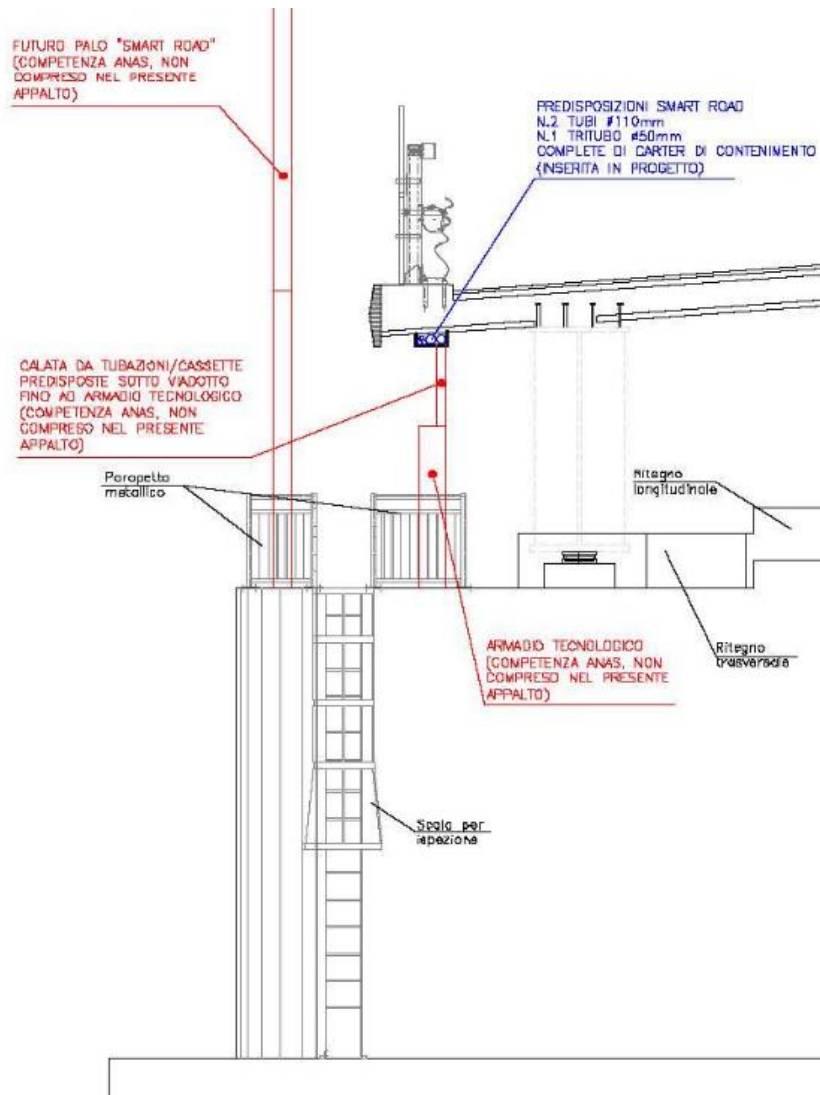 FUTURO PALO "SMART ROAD"
(COMPETENZA ANAS, NON
COMPRESO NEL PRESENTE
APPALTO)
PREDISPOSIZIONI SMART ROAD
N.2 TUBI ø110mm
N.1 TRITUBO ø50mm
COMPLETE DI CARTER DI CONTENIMENTO
(INSERITA IN PROGETTO)
CALATA DA TUBAZIONI/CASSETTE
PREDISPOSTE SOTTO VIADOTTO
FINO AD ARMADIO TECNOLOGICO
(COMPETENZA ANAS, NON
COMPRESO NEL PRESENTE
APPALTO)
Parapetto
metallico
Ritegno
longitudinale
ARMADIO TECNOLOGICO
(COMPETENZA ANAS, NON
COMPRESO NEL PRESENTE
APPALTO)
Ritegno
trasversale
Scala per
ispezione